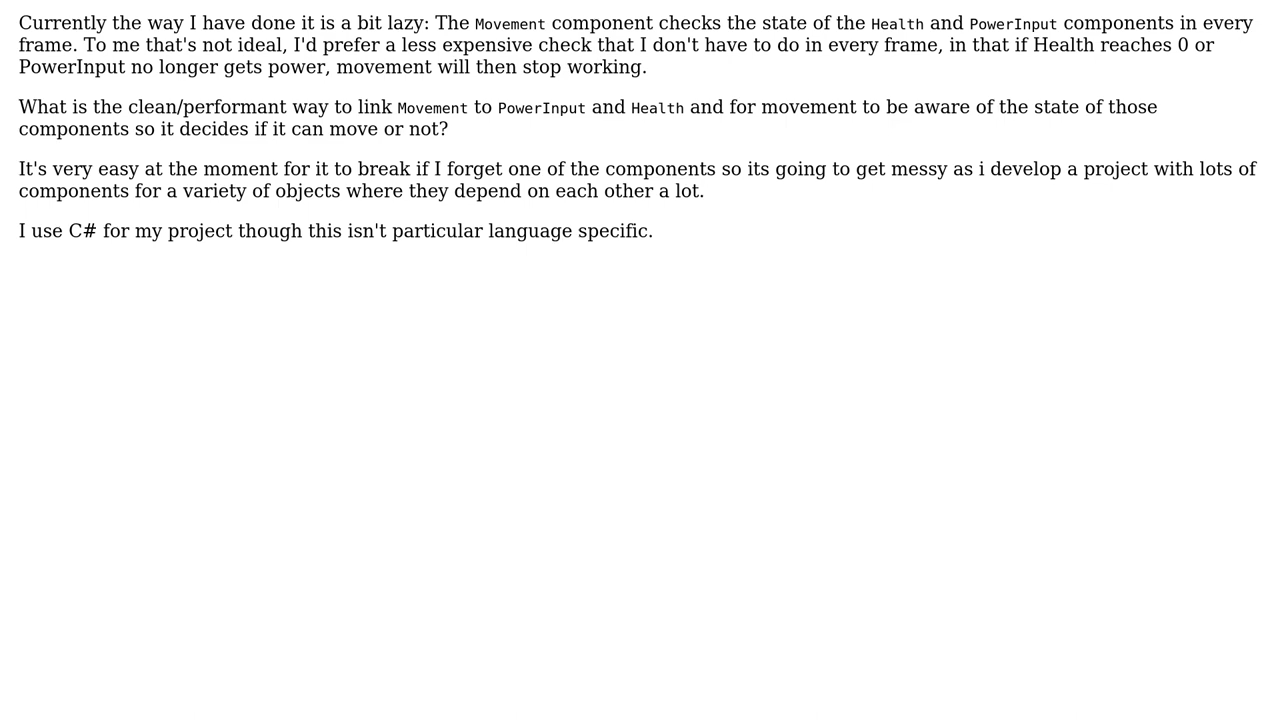 Currently the way I have done it is a bit lazy: The Movement component checks the state of the Health and PowerInput components in every
frame. To me that's not ideal, I'd prefer a less expensive check that I don't have to do in every frame, in that if Health reaches 0 or
PowerInput no longer gets power, movement will then stop working.
What is the clean/performant way to link Movement to PowerInput and Health and for movement to be aware of the state of those
components so it decides if it can move or not?
It's very easy at the moment for it to break if I forget one of the components so its going to get messy as i develop a project with lots of
components for a variety of objects where they depend on each other a lot.
I use C# for my project though this isn't particular language specific.